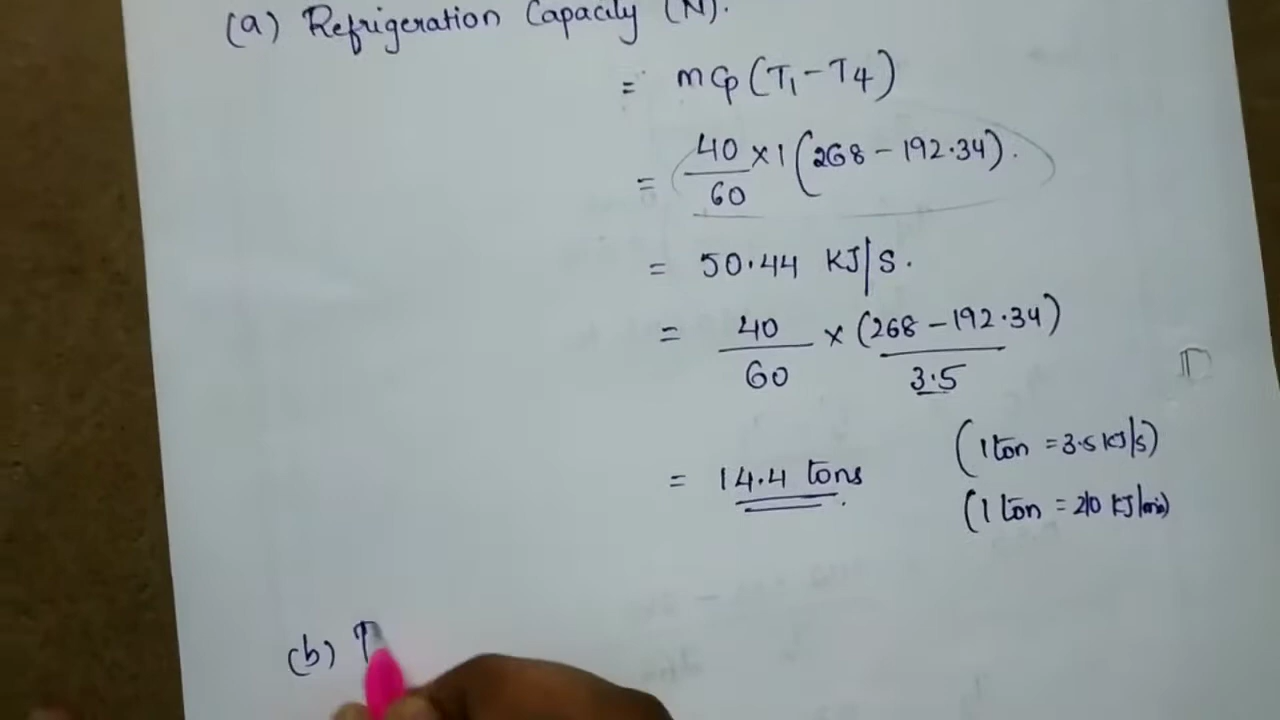 (a) Refrigeration Capacity (N).
= mCp (T1 - T4)
= 40/60 × 1 (268 - 192.34).
= 50.44 KJ/S.
= 40/60 × (268 - 192.34)/3.5
= 14.4 tons
(1 ton = 3.5 KJ/s)
(1 ton = 210 KJ/min)
(b)